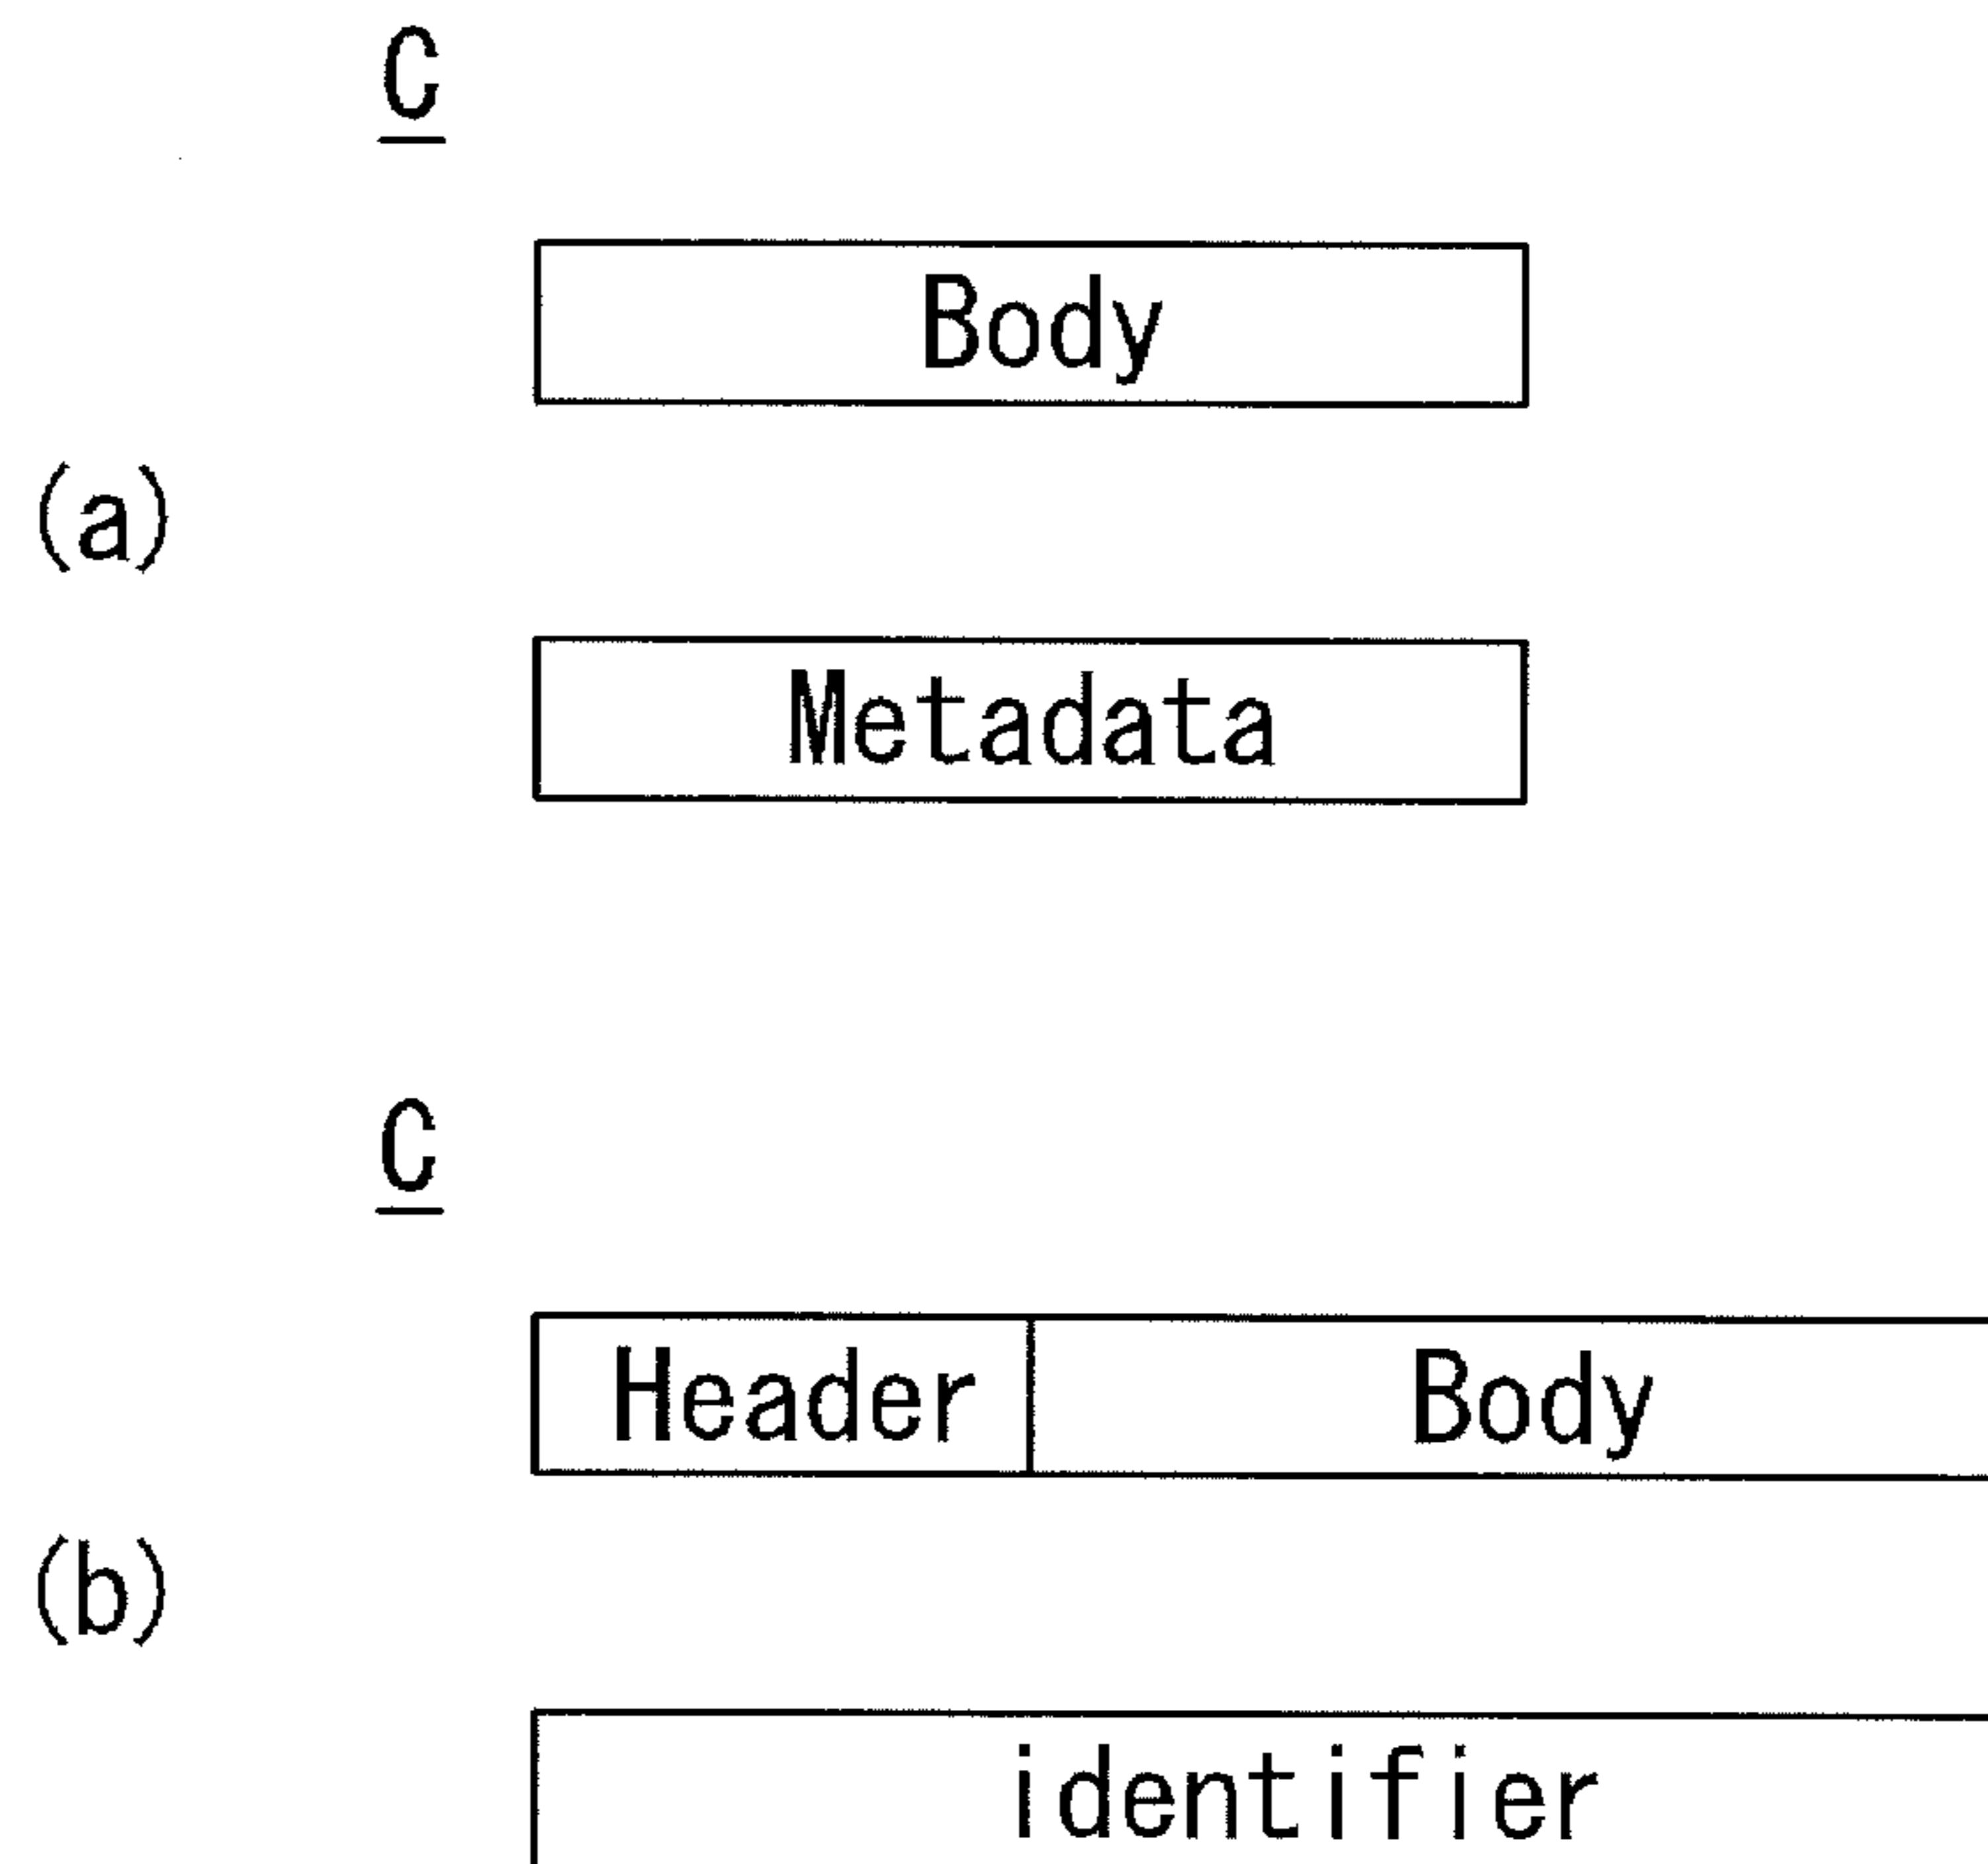 C
Body
(a)
Metadata
C
Header Body
(b)
identifier